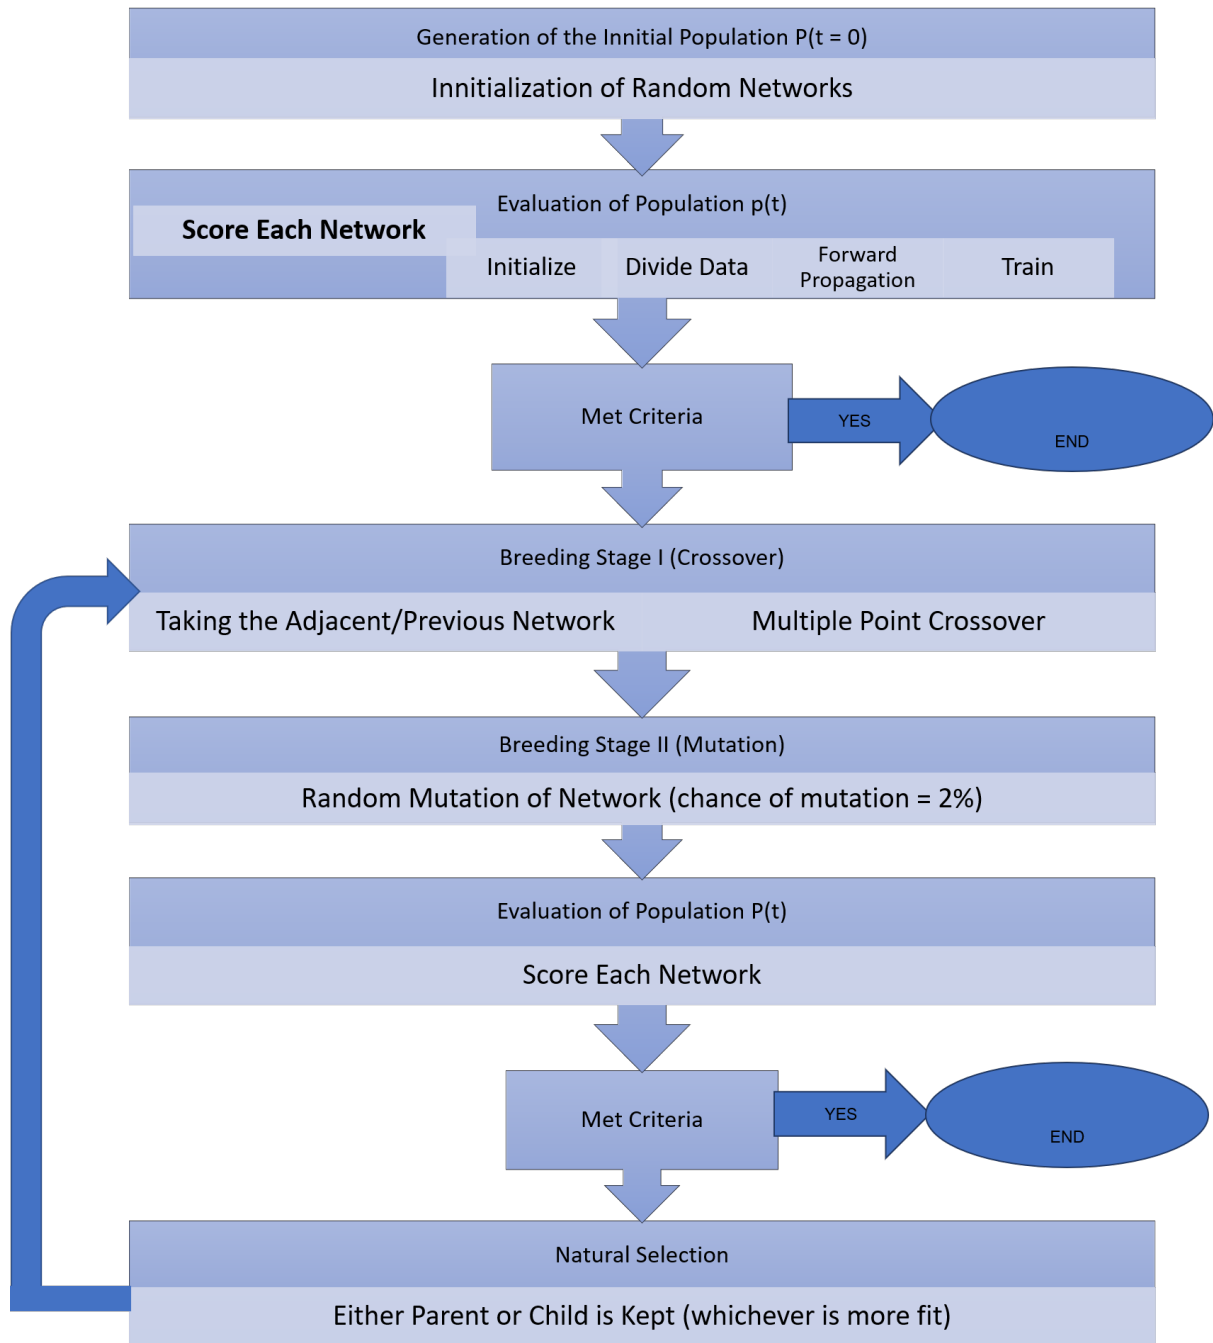 Generation of the Innitial Population P(t = 0)
Innitialization of Random Networks
Evaluation of Population p(t)
Score Each Network
Initialize
Divide Data
Forward
Propagation
Train
Met Criteria
YES
END
Breeding Stage I (Crossover)
Taking the Adjacent/Previous Network
Multiple Point Crossover
Breeding Stage II (Mutation)
Random Mutation of Network (chance of mutation = 2%)
Evaluation of Population P(t)
Score Each Network
Met Criteria
YES
END
Natural Selection
Either Parent or Child is Kept (whichever is more fit)